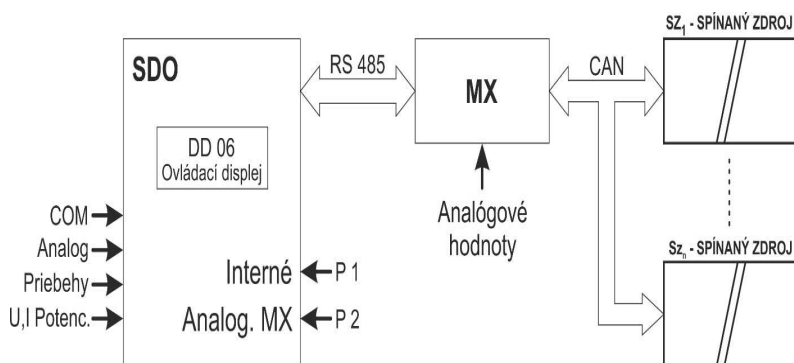 SZ1 - SPÍNANÝ ZDROJ
SDO
RS 485
MX
CAN
DD 06
Ovládací displej
Analógové
hodnoty
COM
Analog
Priebehy
U,I Potenc.
Interné
P 1
Analog. MX
P 2
Szn - SPÍNANÝ ZDROJ